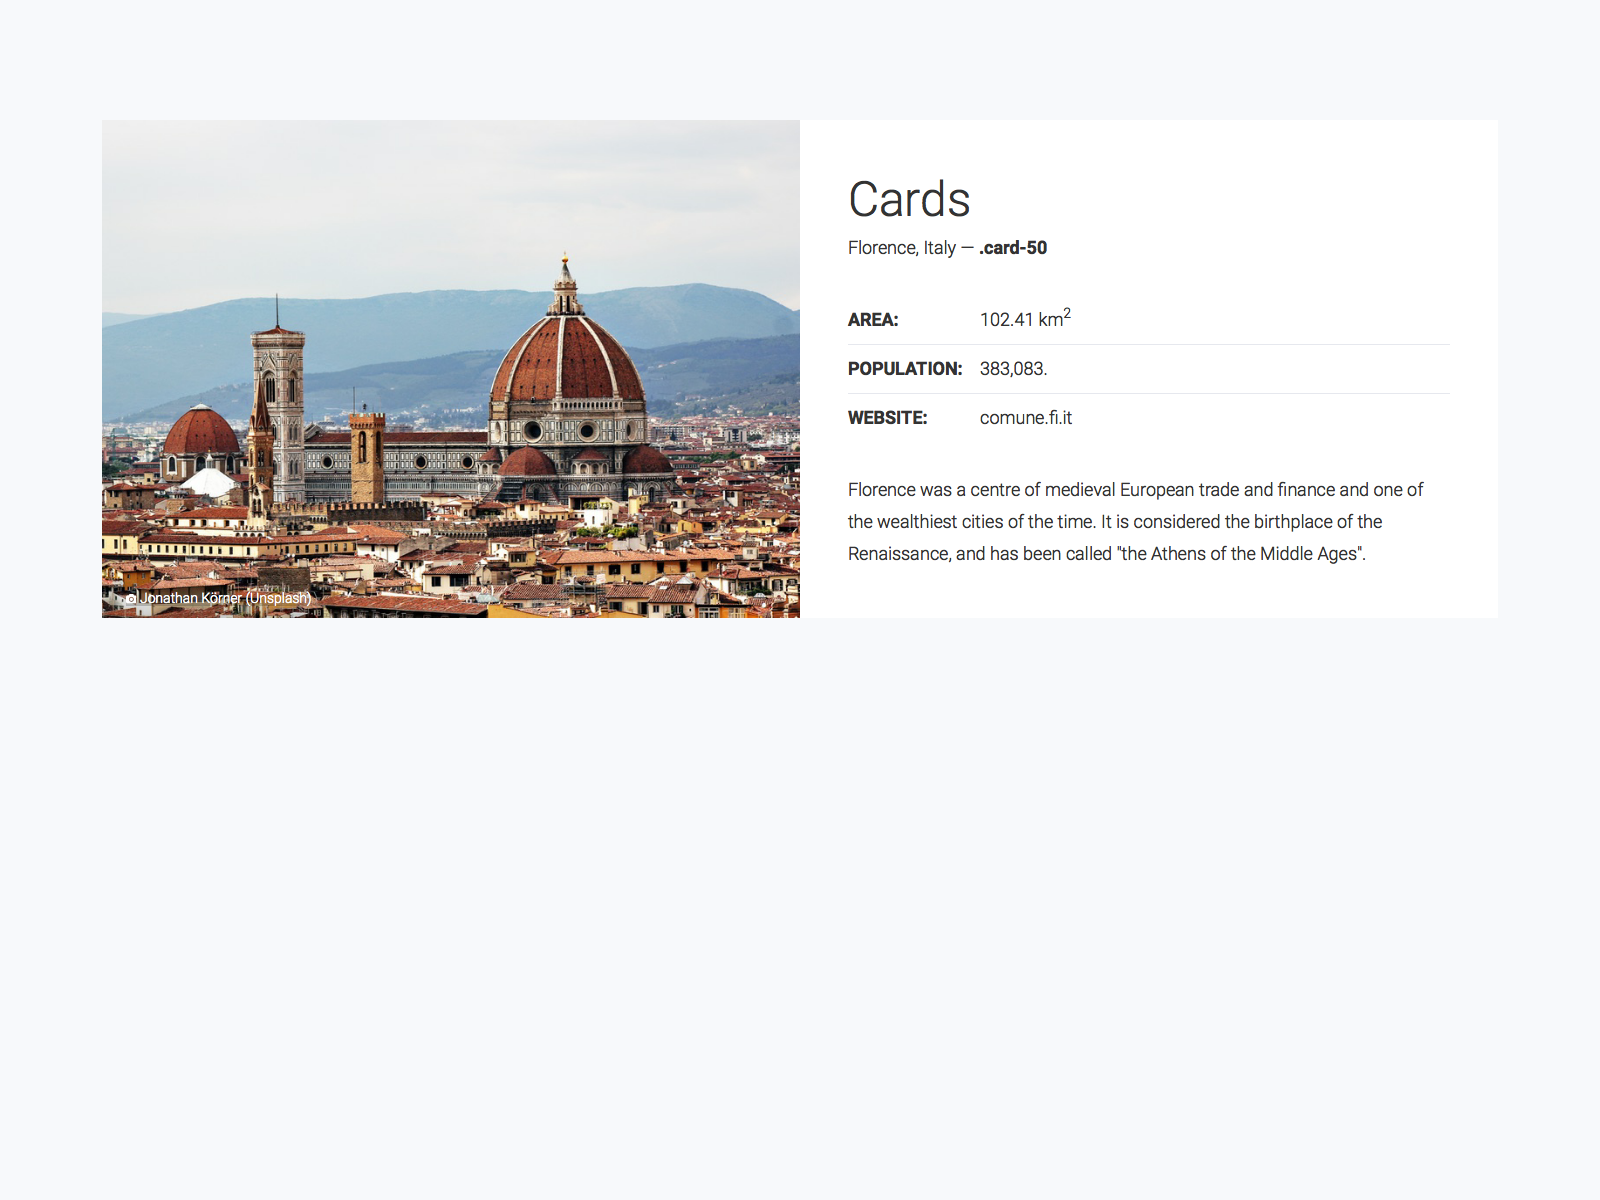 Cards
Florence, Italy — .card-50
AREA: 102.41 km²
POPULATION: 383,083.
WEBSITE: comune.fi.it
Florence was a centre of medieval European trade and finance and one of
the wealthiest cities of the time. It is considered the birthplace of the
Renaissance, and has been called "the Athens of the Middle Ages".
Jonathan Körner (Unsplash)